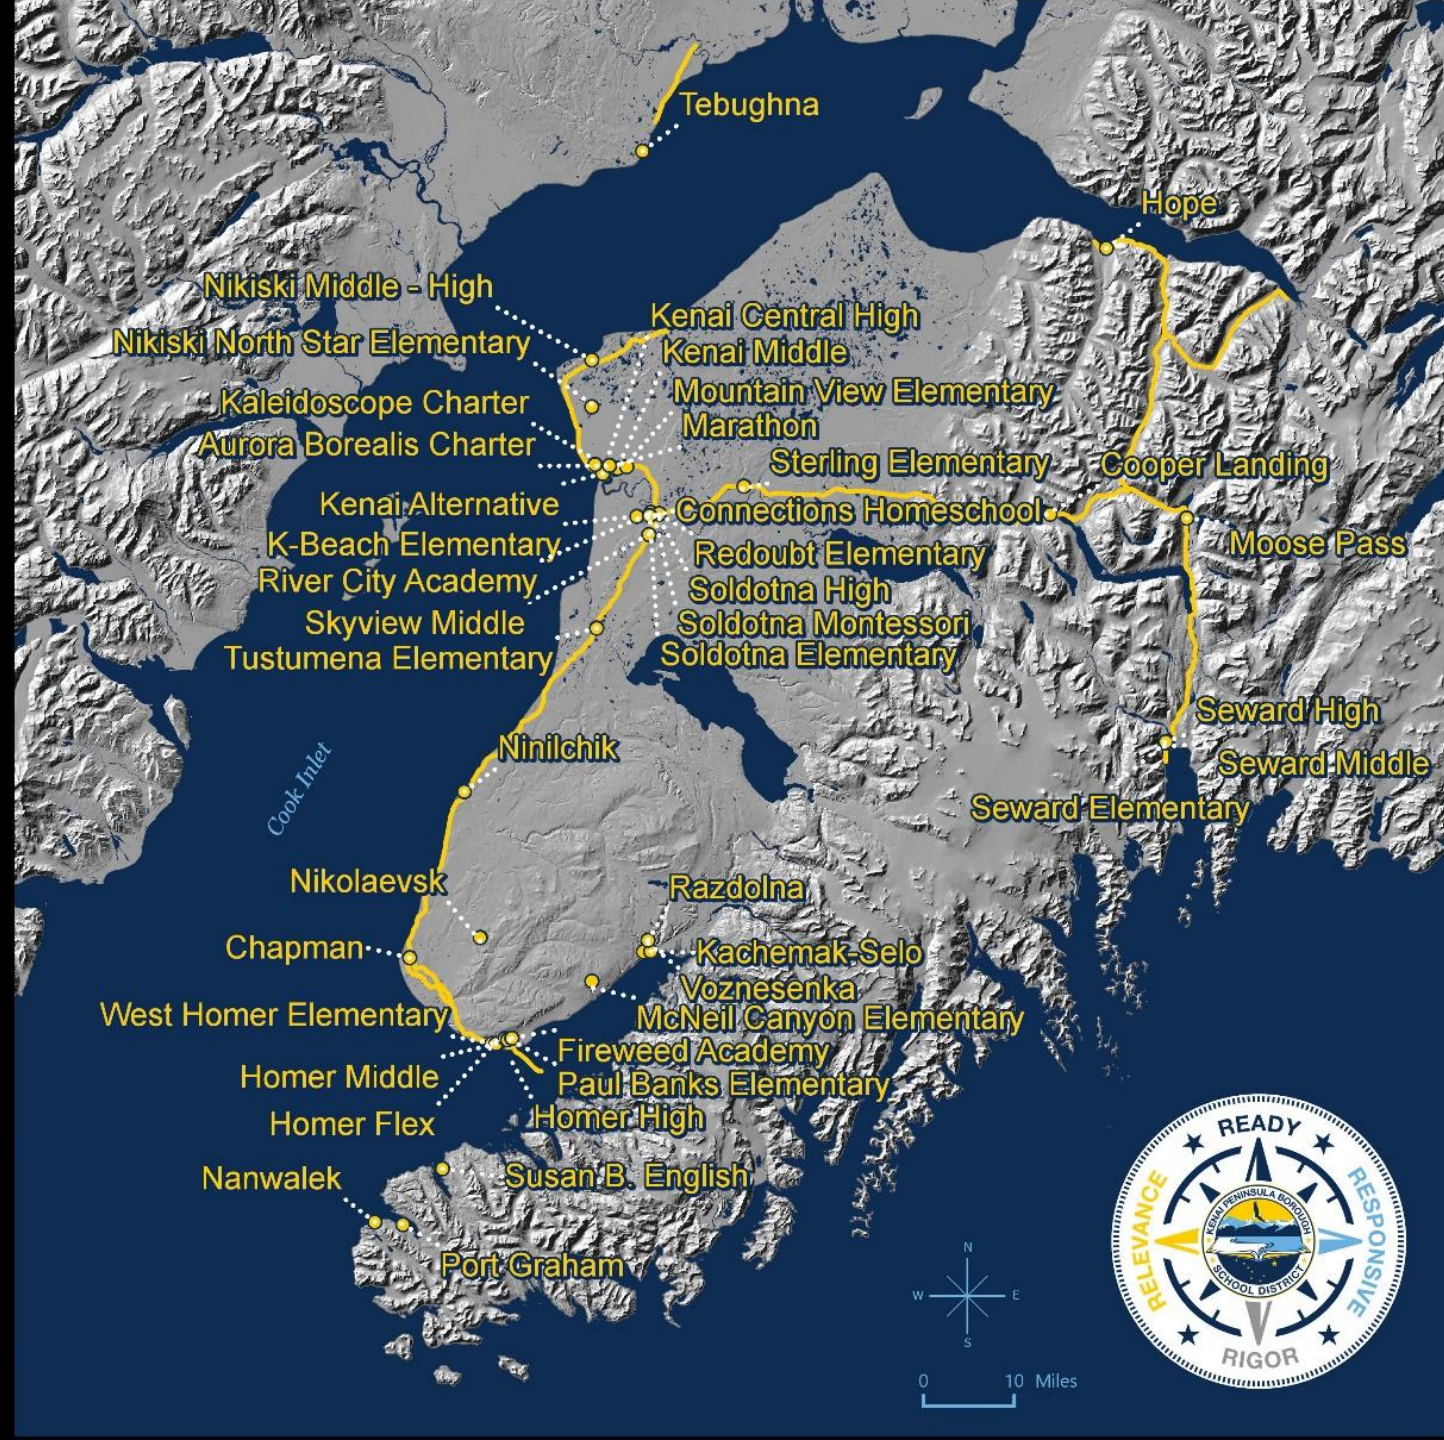 Tebughna
Hope
Nikiski Middle - High
Kenai Central High
Nikiski North Star Elementary
Kenai Middle
Mountain View Elementary
Kaleidoscope Charter
Marathon
Aurora Borealis Charter
Sterling Elementary
Cooper Landing
Kenai Alternative
Connections Homeschool
K-Beach Elementary
Moose Pass
Redoubt Elementary
River City Academy
Soldotna High
Skyview Middle
Soldotna Montessori
Tustumena Elementary
Soldotna Elementary
Seward High
Ninilchik
Seward Middle
Cook Inlet
Seward Elementary
Nikolaevsk
Razdolna
Chapman
Kachemak-Selo
Voznesenka
West Homer Elementary
McNeil Canyon Elementary
Fireweed Academy
Homer Middle
Paul Banks Elementary
Homer Flex
Homer High
Nanwalek
Susan B. English
Port Graham
N
W
E
S
0 10 Miles
READY
RELEVANCE
RESPONSIVE
RIGOR
KENAI PENINSULA BOROUGH
SCHOOL DISTRICT